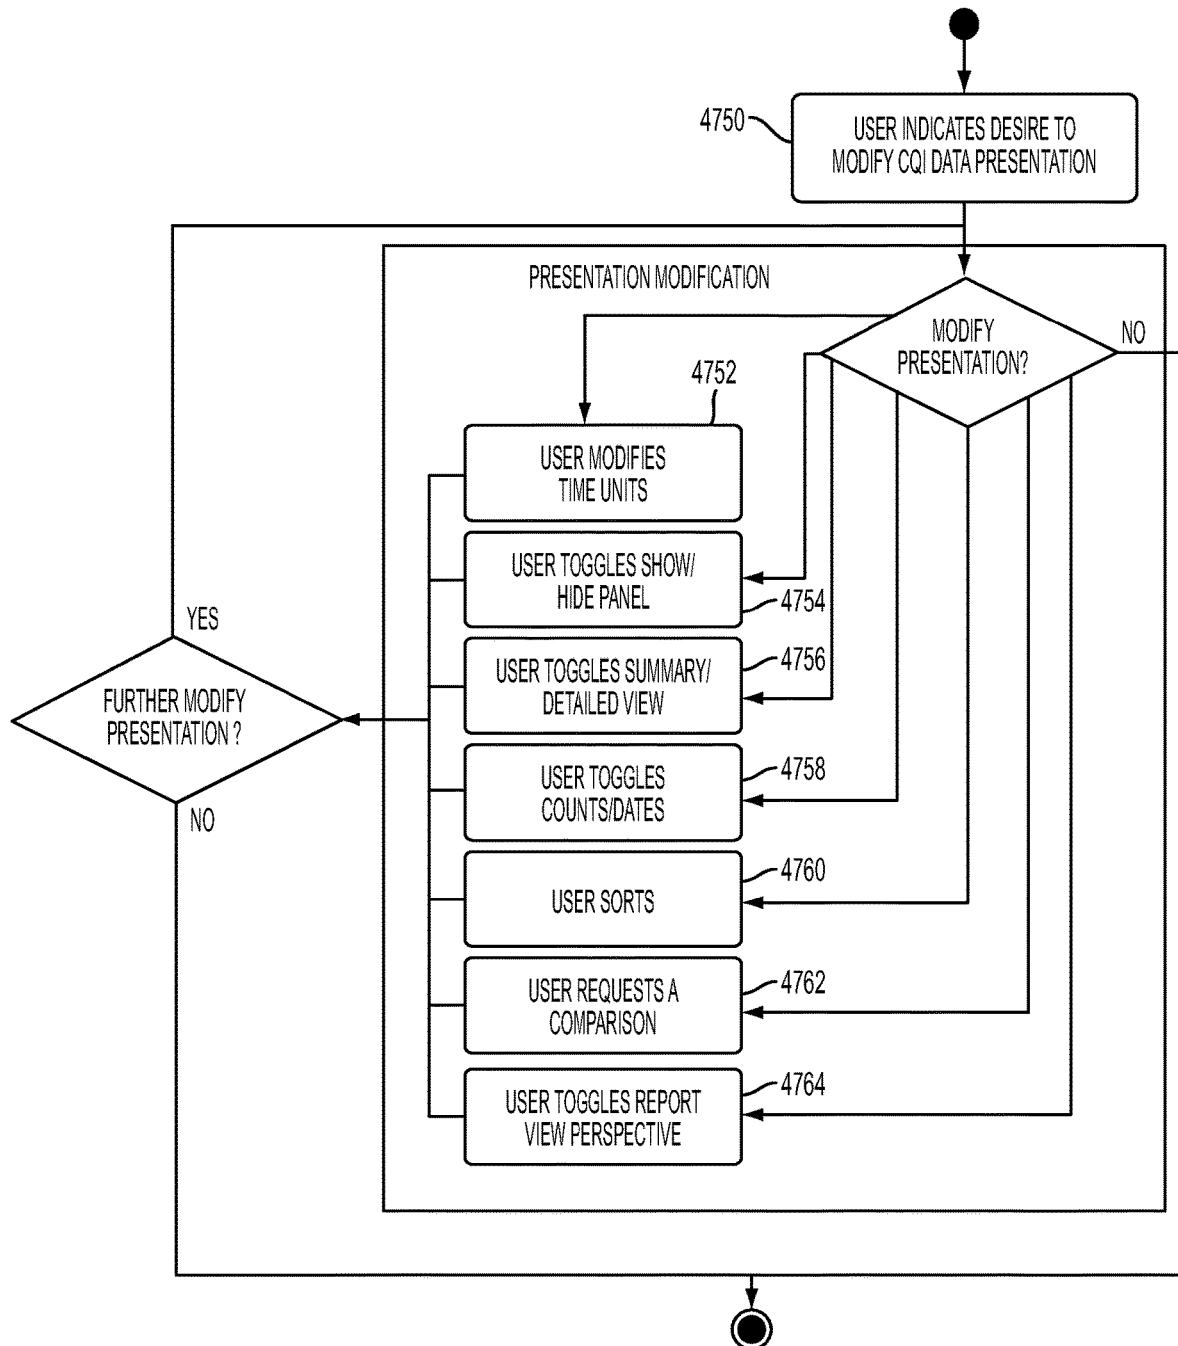 4750
USER INDICATES DESIRE TO
MODIFY CQI DATA PRESENTATION
PRESENTATION MODIFICATION
MODIFY
PRESENTATION?
NO
4752
USER MODIFIES
TIME UNITS
USER TOGGLES SHOW/
HIDE PANEL
4754
YES
USER TOGGLES SUMMARY/
DETAILED VIEW
4756
FURTHER MODIFY
PRESENTATION ?
USER TOGGLES
COUNTS/DATES
4758
NO
USER SORTS
4760
USER REQUESTS A
COMPARISON
4762
USER TOGGLES REPORT
VIEW PERSPECTIVE
4764